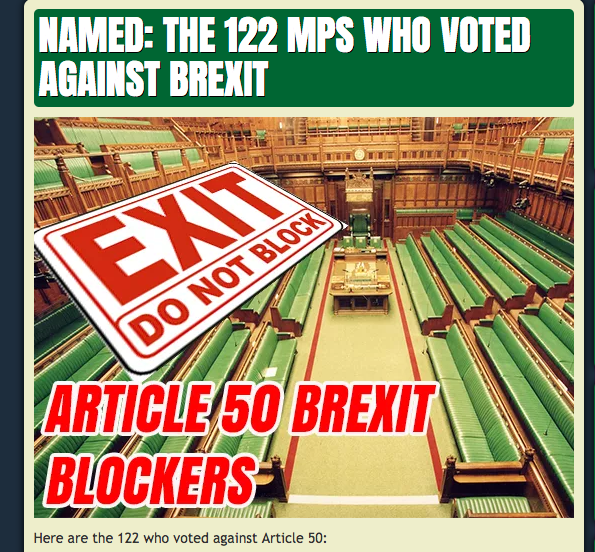 NAMED: THE 122 MPS WHO VOTED
AGAINST BREXIT
EXIT
DO NOT BLOCK
ARTICLE 50 BREXIT
BLOCKERS
Here are the 122 who voted against Article 50: